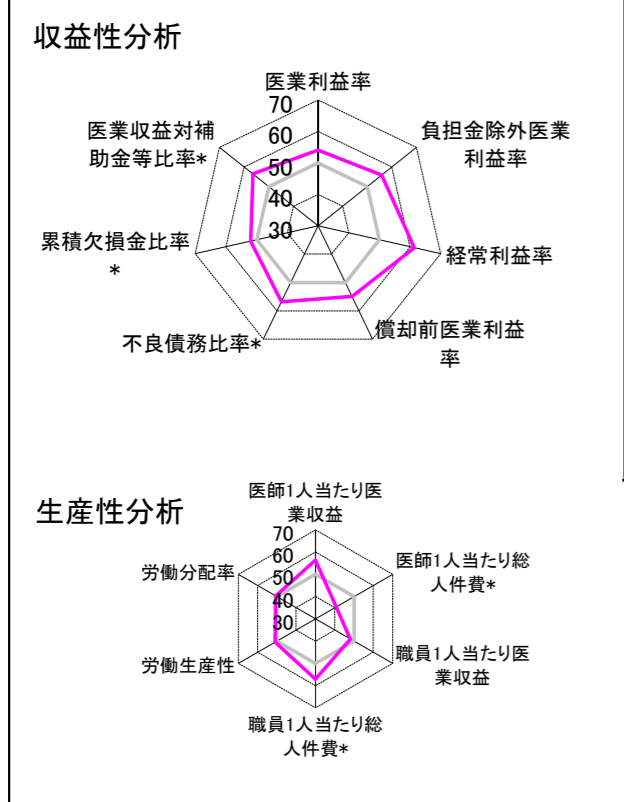 収益性分析
医業利益率
負担金除外医業
利益率
経常利益率
償却前医業利益
率
不良債務比率*
累積欠損金比率
*
医業収益対補
助金等比率*
70
60
50
40
30
生産性分析
医師1人当たり医
業収益
医師1人当たり総
人件費*
職員1人当たり医
業収益
職員1人当たり総
人件費*
労働生産性
労働分配率
70
60
50
40
30